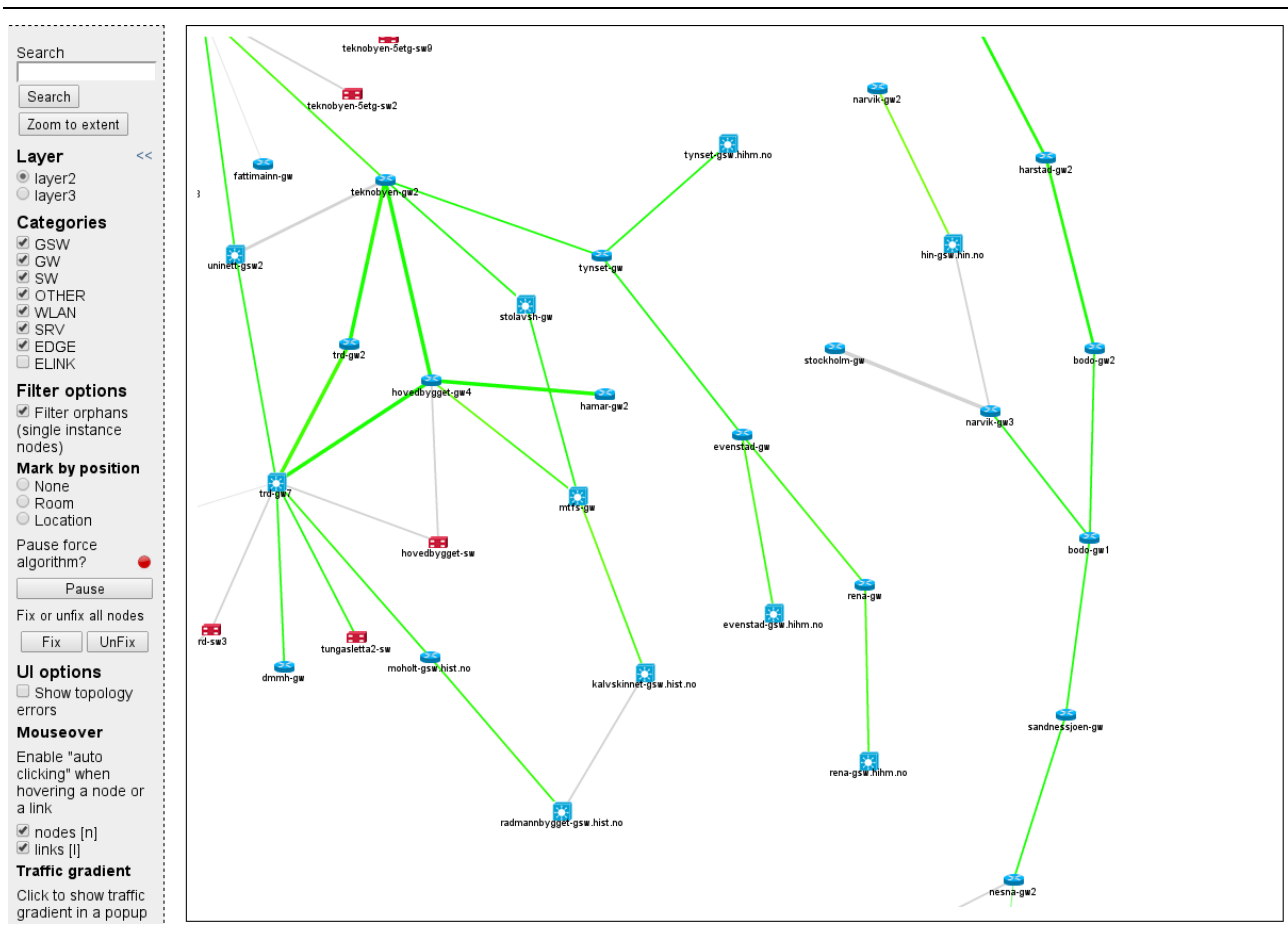 Search
Search
Zoom to extent
Layer <<
layer2
layer3
Categories
GSW
GW
SW
OTHER
WLAN
SRV
EDGE
ELINK
Filter options
Filter orphans
(single instance
nodes)
Mark by position
None
Room
Location
Pause force
algorithm?
Pause
Fix or unfix all nodes
Fix UnFix
UI options
Show topology
errors
Mouseover
Enable "auto
clicking" when
hovering a node or
a link
nodes [n]
links [l]
Traffic gradient
Click to show traffic
gradient in a popup
teknobyen-5etg-sw9
teknobyen-5etg-sw2
narvik-gw2
tynset-gsw.hihm.no
fattimainn-gw
harstad-gw2
3
teknobyen-gw2
uninett-gsw2
tynset-gw
hin-gsw.hin.no
stolavsh-gw
trd-gw2
stockholm-gw
bodo-gw2
hovedbygget-gw4
hamar-gw2
narvik-gw3
evenstad-gw
trd-gw7
mtfs-gw
hovedbygget-sw
bodo-gw1
rena-gw
evenstad-gsw.hihm.no
rd-sw3
tungasletta2-sw
moholt-gsw.hist.no
dmmh-gw
kalvskinnet-gsw.hist.no
sandnessjoen-gw
rena-gsw.hihm.no
radmannbygget-gsw.hist.no
nesna-gw2